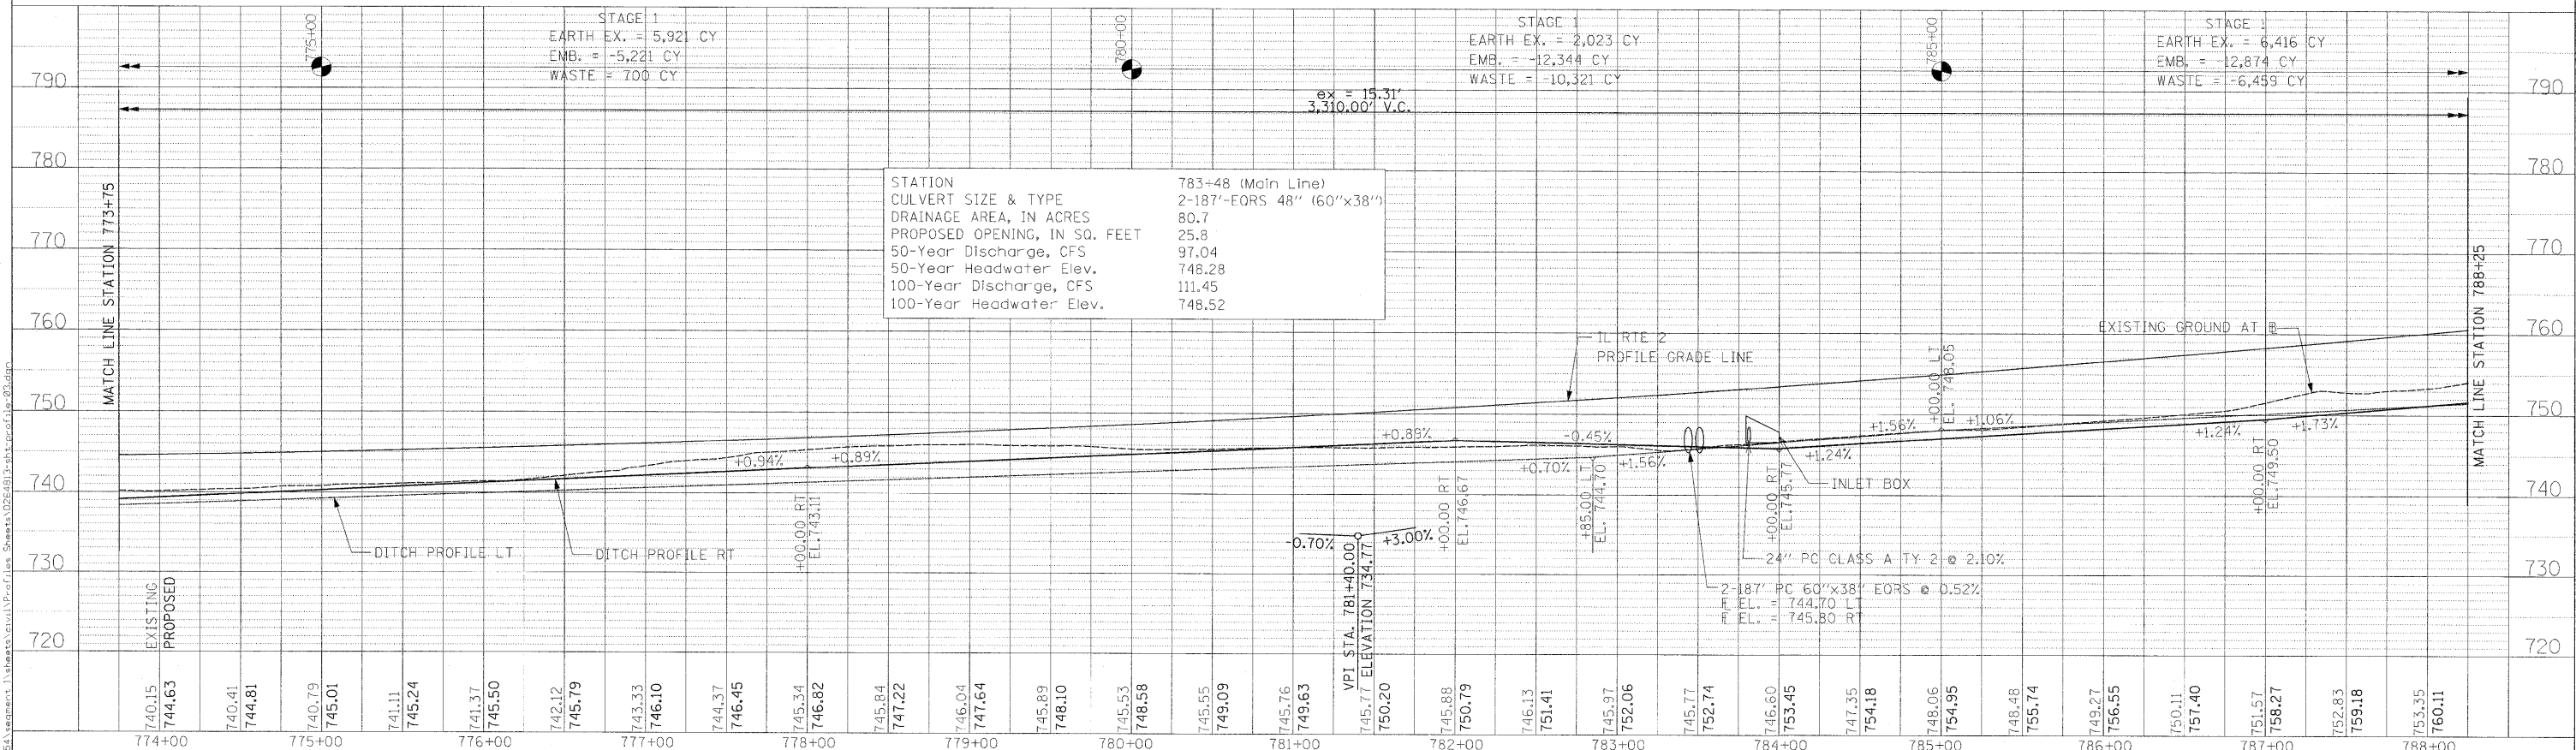 775+00
STAGE 1
EARTH EX. = 5,921 CY
EMB. = -5,221 CY
WASTE = 700 CY
780+00
STAGE 1
EARTH EX. = 2,023 CY
EMB. = -12,344 CY
WASTE = -10,321 CY
785+00
STAGE 1
EARTH EX. = 6,416 CY
EMB. = -12,874 CY
WASTE = -6,459 CY
ex = 15.31'
3,310.00' V.C.
790 790
780 780
770 770
760 760
750 750
740 740
730 730
720 720
MATCH LINE STATION 773+75
STATION 783+48 (Main Line)
CULVERT SIZE & TYPE 2-187'-EQRS 48" (60"x38")
DRAINAGE AREA, IN ACRES 80.7
PROPOSED OPENING, IN SQ. FEET 25.8
50-Year Discharge, CFS 97.04
50-Year Headwater Elev. 748.28
100-Year Discharge, CFS 111.45
100-Year Headwater Elev. 748.52
MATCH LINE STATION 788+25
IL RTE 2
PROFILE GRADE LINE
EXISTING GROUND AT
+00.00 LT
EL. 748.05
+0.94%
+0.89%
+0.89%
-0.45%
+0.70%
+1.56%
+1.56%
+1.06%
+1.24%
+1.24%
+1.73%
INLET BOX
DITCH PROFILE LT
DITCH PROFILE RT
+00.00 RT
EL.743.11
+00.00 RT
EL.746.67
+85.00 LT
EL. 744.70
+00.00 RT
EL.745.77
+00.00 RT
EL.749.50
-0.70%
+3.00%
VPI STA. 781+40.00
ELEVATION 734.77
24" PC CLASS A TY 2 @ 2.10%
2-187' PC 60"x38" EQRS @ 0.52%
EL. = 744.70 LT
EL. = 745.80 RT
EXISTING
PROPOSED
740.15
744.63
740.41
744.81
740.79
745.01
741.11
745.24
741.37
745.50
742.12
745.79
743.33
746.10
744.37
746.45
745.34
746.82
745.84
747.22
746.04
747.64
745.89
748.10
745.53
748.58
745.55
749.09
745.76
749.63
745.77
750.20
745.88
750.79
746.13
751.41
745.97
752.06
745.77
752.74
746.60
753.45
747.35
754.18
748.06
754.95
748.48
755.74
749.27
756.55
750.11
757.40
751.57
758.27
752.83
759.18
753.35
760.11
774+00 775+00 776+00 777+00 778+00 779+00 780+00 781+00 782+00 783+00 784+00 785+00 786+00 787+00 788+00